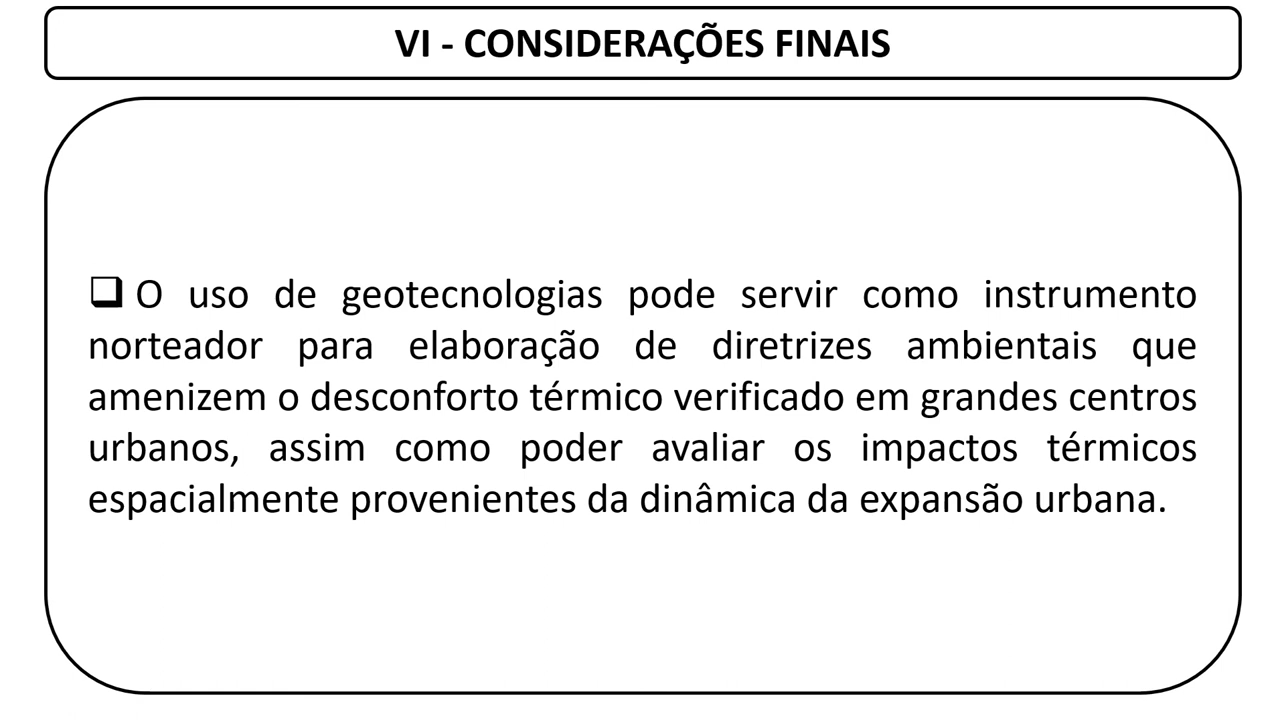 VI - CONSIDERAÇÕES FINAIS
❑ O uso de geotecnologias pode servir como instrumento
norteador para elaboração de diretrizes ambientais que
amenizem o desconforto térmico verificado em grandes centros
urbanos, assim como poder avaliar os impactos térmicos
espacialmente provenientes da dinâmica da expansão urbana.